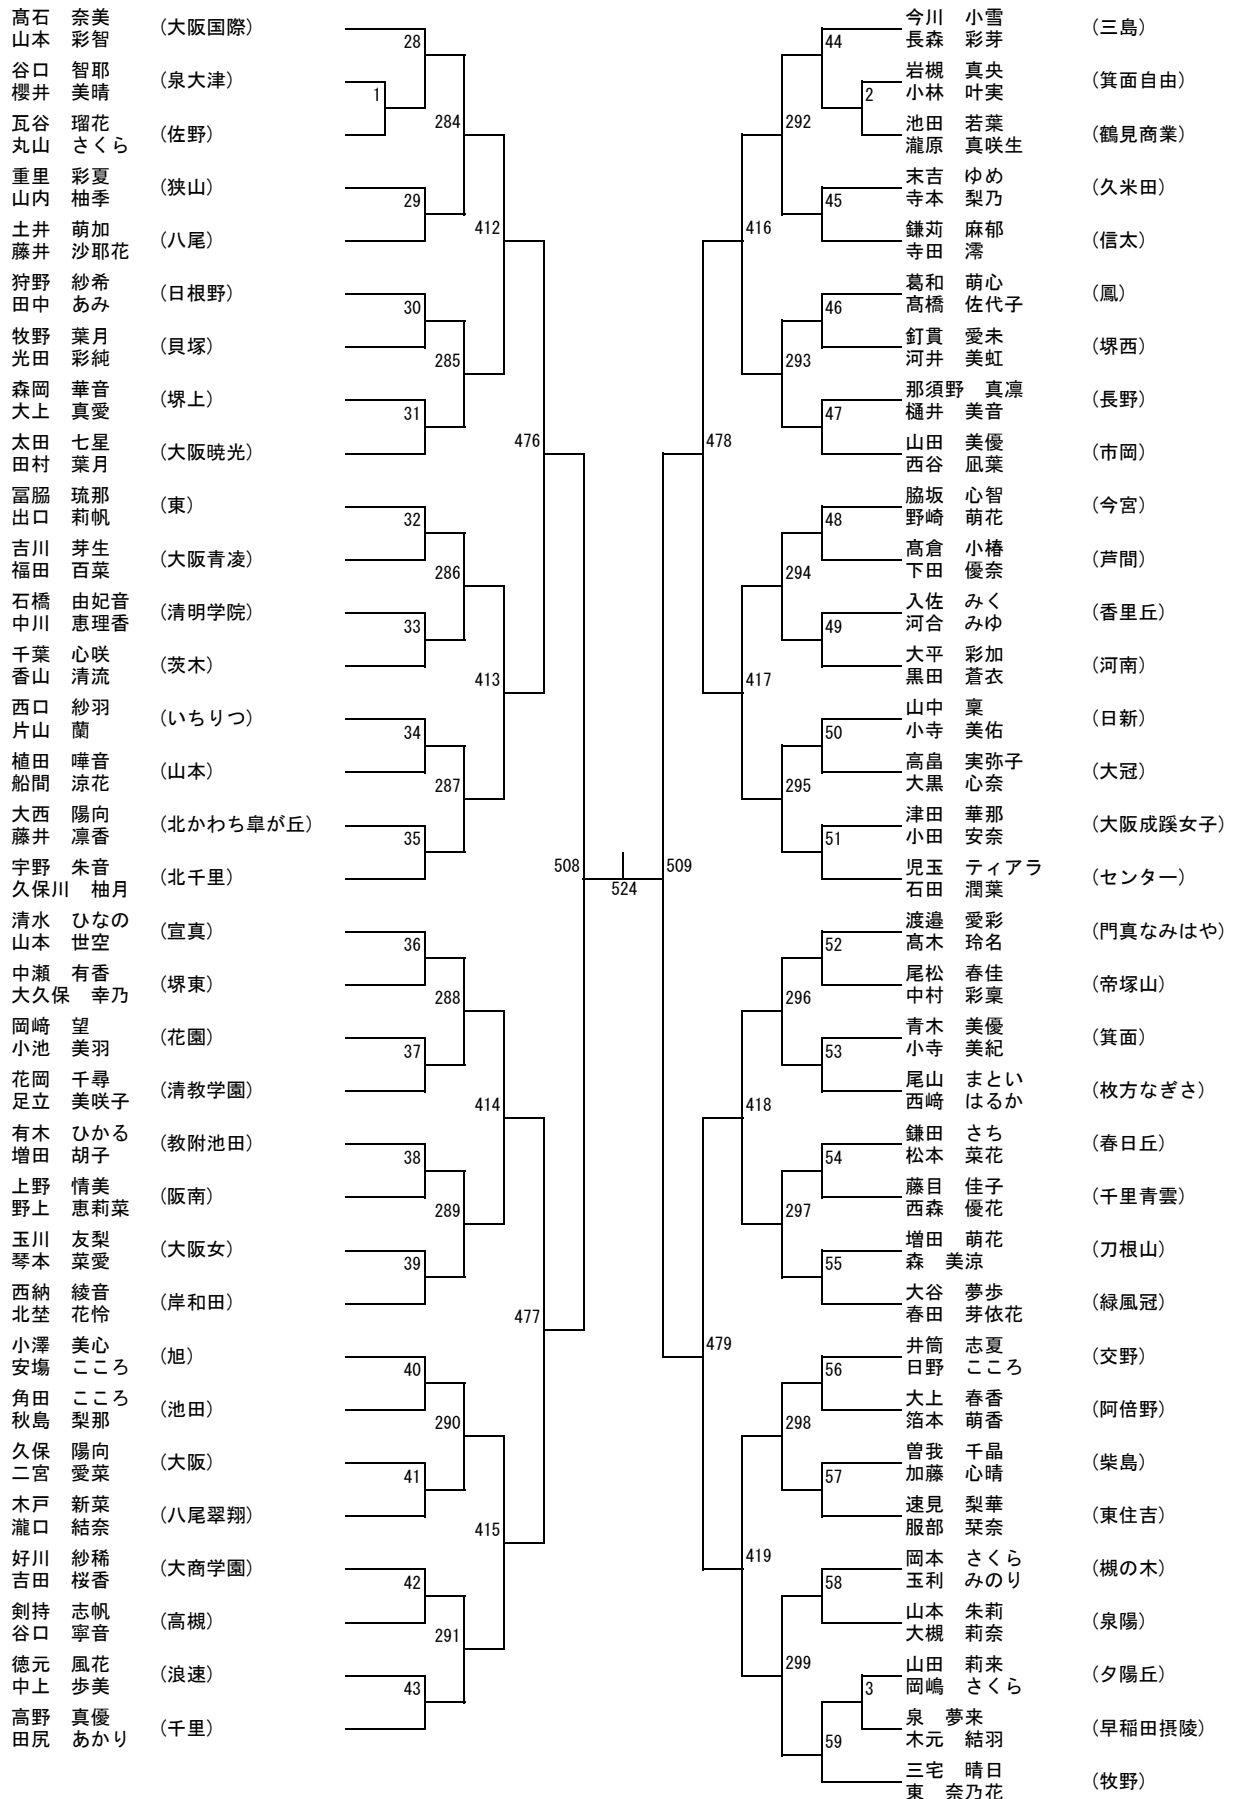 髙石　奈美
山本　彩智
（大阪国際）
谷口　智耶
櫻井　美晴
（泉大津）
瓦谷　瑠花
丸山　さくら
（佐野）
重里　彩夏
山内　柚季
（狭山）
土井　萌加
藤井　沙耶花
（八尾）
狩野　紗希
田中　あみ
（日根野）
牧野　葉月
光田　彩純
（貝塚）
森岡　華音
大上　真愛
（堺上）
太田　七星
田村　葉月
（大阪暁光）
冨脇　琉那
出口　莉帆
（東）
吉川　芽生
福田　百菜
（大阪青凌）
石橋　由妃音
中川　恵理香
（清明学院）
千葉　心咲
香山　清流
（茨木）
西口　紗羽
片山　蘭
（いちりつ）
植田　嘩音
船間　涼花
（山本）
大西　陽向
藤井　凛香
（北かわち皐が丘）
宇野　朱音
久保川　柚月
（北千里）
清水　ひなの
山本　世空
（宣真）
中瀬　有香
大久保　幸乃
（堺東）
岡﨑　望
小池　美羽
（花園）
花岡　千尋
足立　美咲子
（清教学園）
有木　ひかる
増田　胡子
（教附池田）
上野　情美
野上　恵莉菜
（阪南）
玉川　友梨
琴本　菜愛
（大阪女）
西納　綾音
北埜　花怜
（岸和田）
小澤　美心
安塲　こころ
（旭）
角田　こころ
秋島　梨那
（池田）
久保　陽向
二宮　愛菜
（大阪）
木戸　新菜
瀧口　結奈
（八尾翠翔）
好川　紗稀
吉田　桜香
（大商学園）
剣持　志帆
谷口　寧音
（高槻）
徳元　風花
中上　歩美
（浪速）
高野　真優
田尻　あかり
（千里）
1
28
29
30
31
32
33
34
35
36
37
38
39
40
41
42
43
284
285
286
287
288
289
290
291
412
413
414
415
476
477
508
524
509
478
479
416
417
418
419
292
293
294
295
296
297
298
299
44
45
46
47
48
49
50
51
52
53
54
55
56
57
58
59
2
3
今川　小雪
長森　彩芽
（三島）
岩槻　真央
小林　叶実
（箕面自由）
池田　若葉
瀧原　真咲生
（鶴見商業）
末吉　ゆめ
寺本　梨乃
（久米田）
鎌苅　麻郁
寺田　澪
（信太）
葛和　萌心
髙橋　佐代子
（鳳）
釘貫　愛未
河井　美虹
（堺西）
那須野　真凛
樋井　美音
（長野）
山田　美優
西谷　凪葉
（市岡）
脇坂　心智
野崎　萌花
（今宮）
髙倉　小椿
下田　優奈
（芦間）
入佐　みく
河合　みゆ
（香里丘）
大平　彩加
黒田　蒼衣
（河南）
山中　稟
小寺　美佑
（日新）
高畠　実弥子
大黒　心奈
（大冠）
津田　華那
小田　安奈
（大阪成蹊女子）
児玉　ティアラ
石田　潤葉
（センター）
渡邉　愛彩
髙木　玲名
（門真なみはや）
尾松　春佳
中村　彩稟
（帝塚山）
青木　美優
小寺　美紀
（箕面）
尾山　まとい
西﨑　はるか
（枚方なぎさ）
鎌田　さち
松本　菜花
（春日丘）
藤目　佳子
西森　優花
（千里青雲）
増田　萌花
森　美涼
（刀根山）
大谷　夢歩
春田　芽依花
（緑風冠）
井筒　志夏
日野　こころ
（交野）
大上　春香
箔本　萌香
（阿倍野）
曽我　千晶
加藤　心晴
（柴島）
速見　梨華
服部　栞奈
（東住吉）
岡本　さくら
玉利　みのり
（槻の木）
山本　朱莉
大槻　莉奈
（泉陽）
山田　莉来
岡嶋　さくら
（夕陽丘）
泉　夢来
木元　結羽
（早稲田摂陵）
三宅　晴日
東　奈乃花
（牧野）